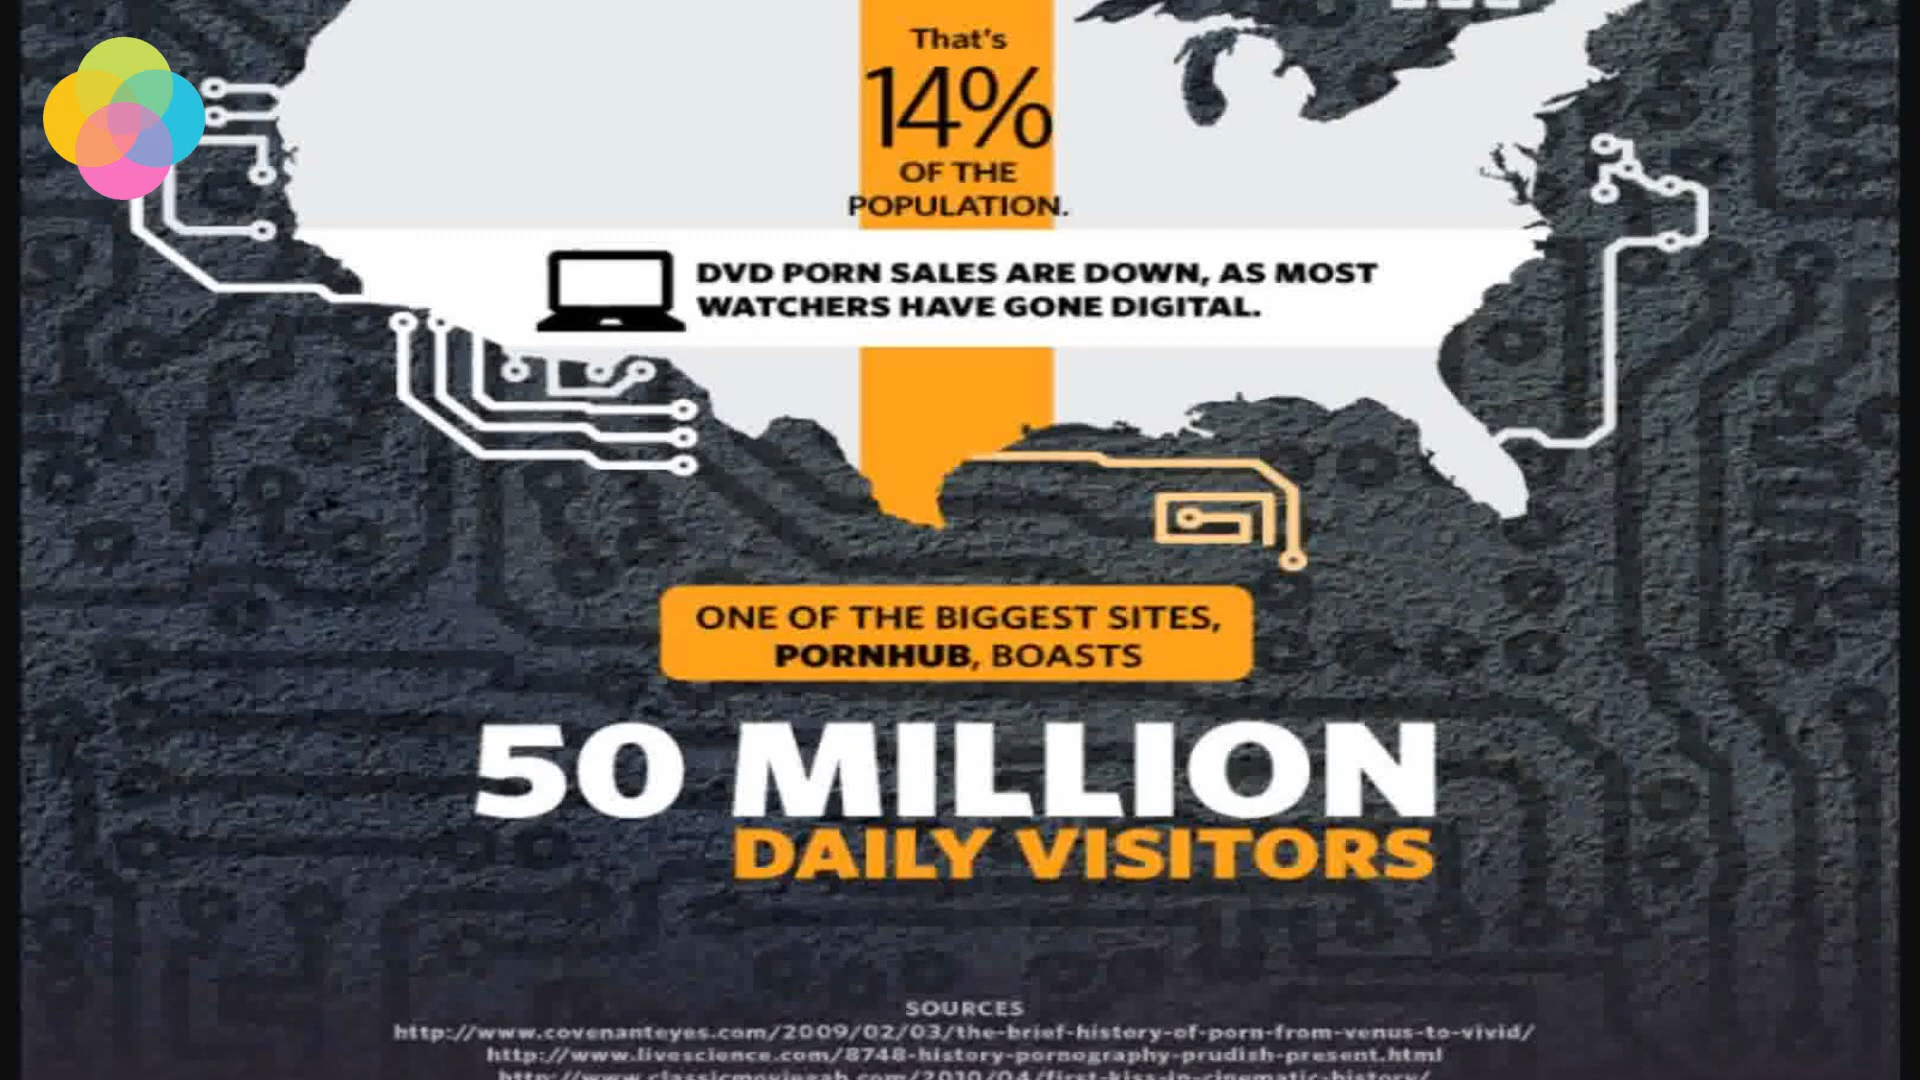 That's
14%
OF THE
POPULATION.
DVD PORN SALES ARE DOWN, AS MOST
WATCHERS HAVE GONE DIGITAL.
ONE OF THE BIGGEST SITES,
PORNHUB, BOASTS
50 MILLION
DAILY VISITORS
SOURCES
http://www.covenanteyes.com/2009/02/03/the-brief-history-of-porn-from-venus-to-vivid/
http://www.livescience.com/8748-history-pornography-prudish-present.html